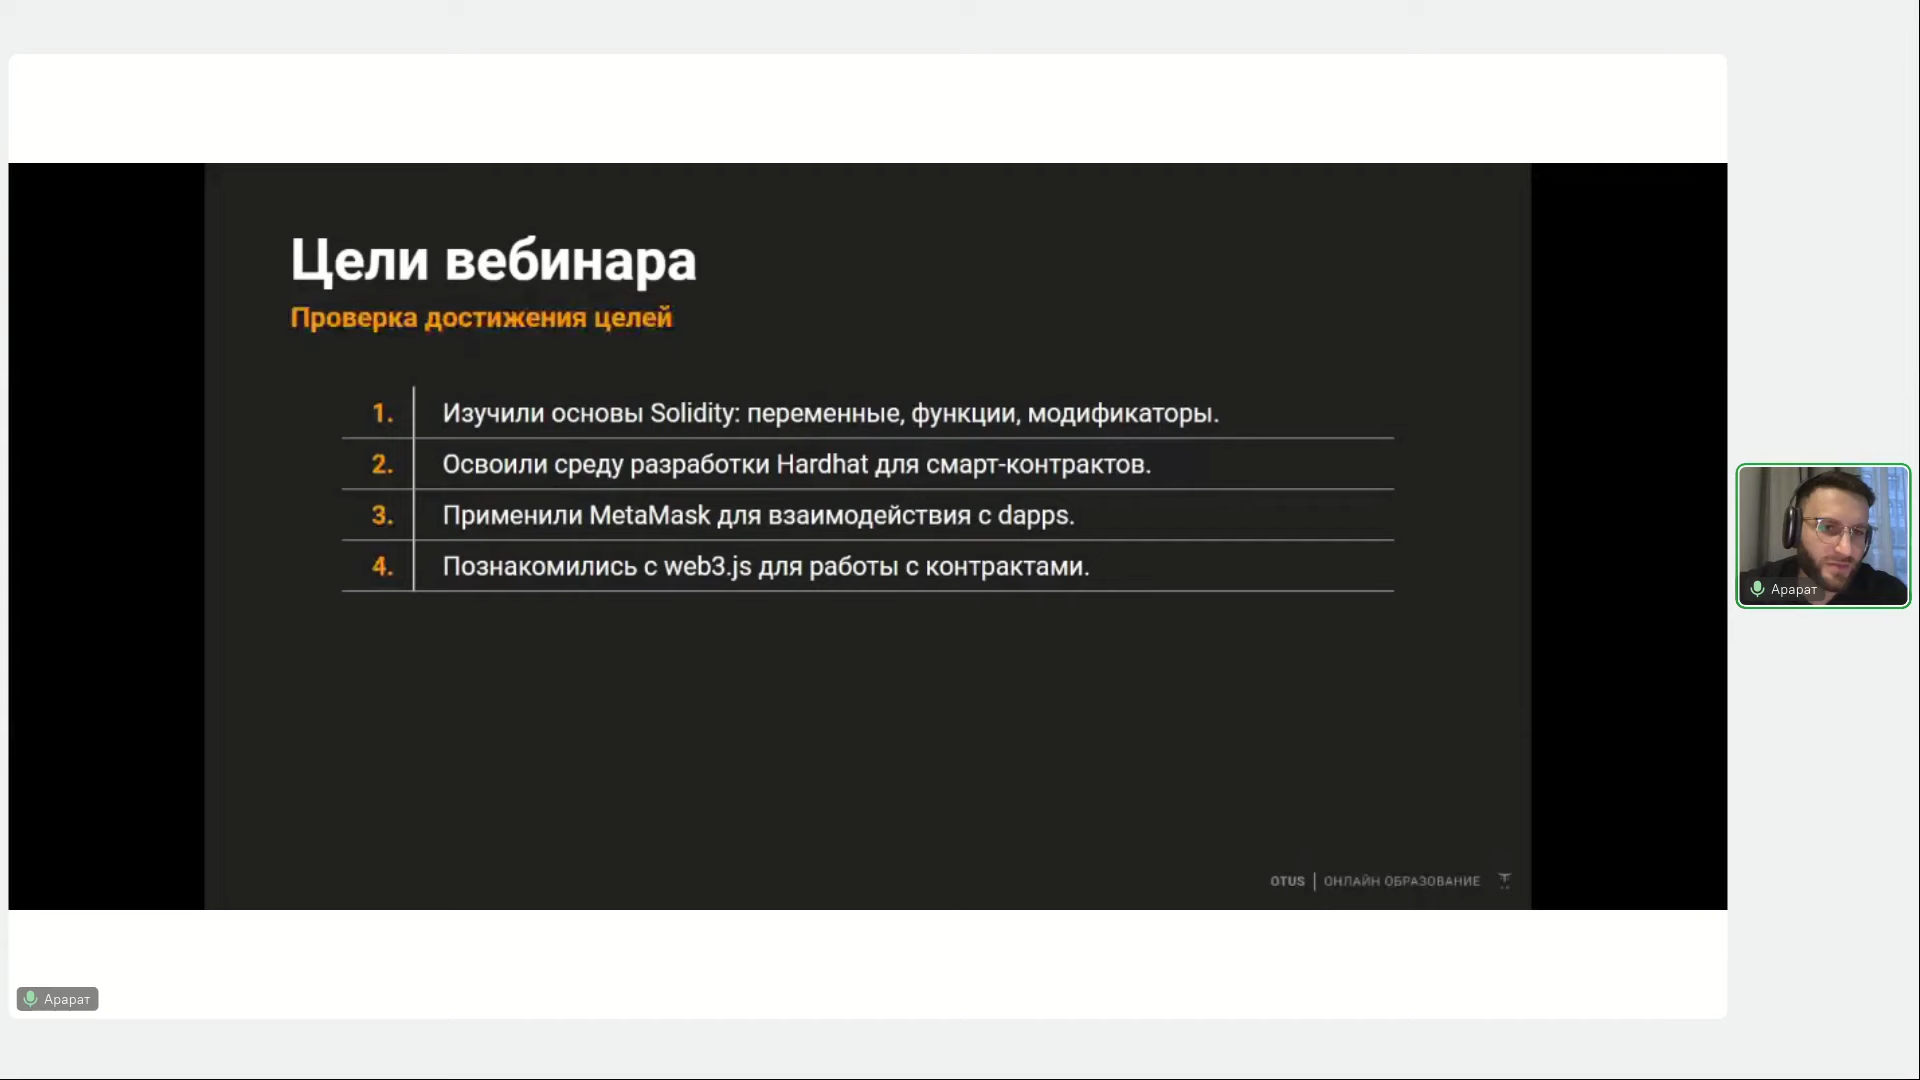 Цели вебинара
Проверка достижения целей
1. Изучили основы Solidity: переменные, функции, модификаторы.
2. Освоили среду разработки Hardhat для смарт-контрактов.
3. Применили MetaMask для взаимодействия с dapps.
4. Познакомились с web3.js для работы с контрактами.
OTUS | ОНЛАЙН ОБРАЗОВАНИЕ
Арарат
Арарат